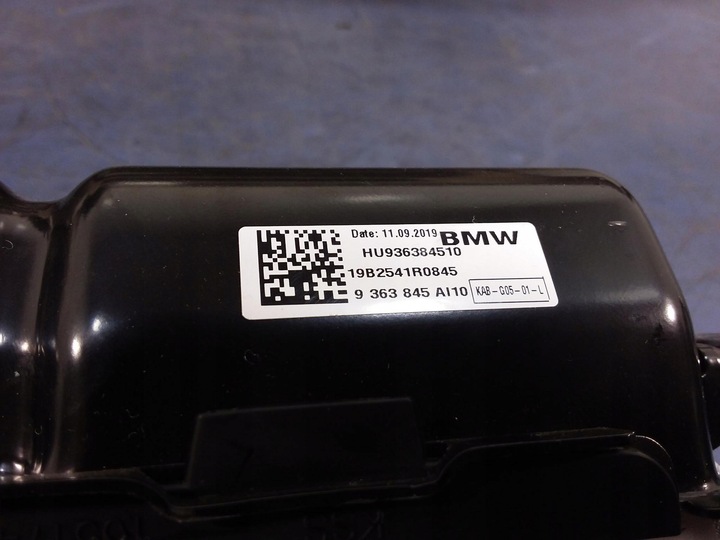 Date: 11.09.2019 BMW
HU936384510
19B2541R0845
9 363 845 AI10 KAB-G05-01-L